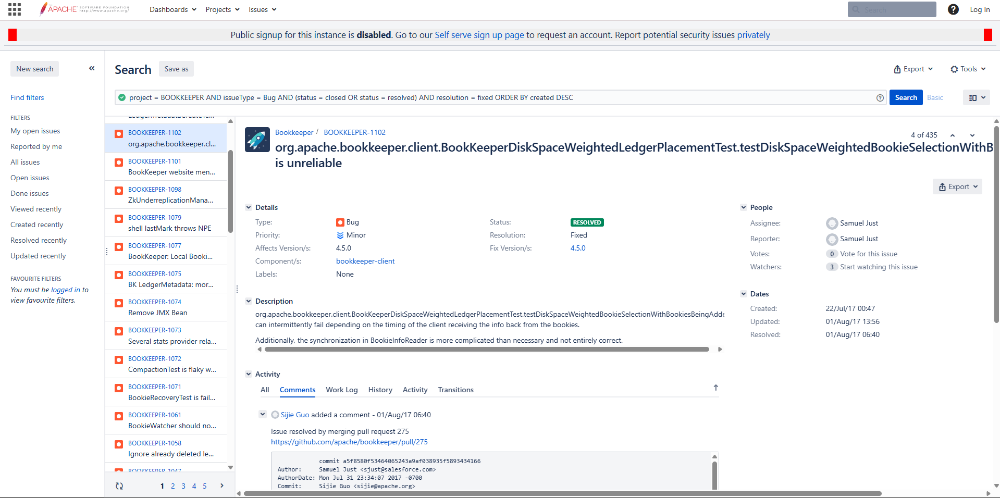 APACHE SOFTWARE FOUNDATION
http://www.apache.org/
Dashboards Projects Issues
Search
Log In
Public signup for this instance is disabled. Go to our Self serve sign up page to request an account. Report potential security issues privately
New search
Find filters
FILTERS
My open issues
Reported by me
All issues
Open issues
Done issues
Viewed recently
Created recently
Resolved recently
Updated recently
FAVOURITE FILTERS
You must be logged in to
view favourite filters.
Search
Save as
Export
Tools
project = BOOKKEEPER AND issueType = Bug AND (status = closed OR status = resolved) AND resolution = fixed ORDER BY created DESC
Search
Basic
BOOKKEEPER-1102
org.apache.bookkeeper.cl...
BOOKKEEPER-1101
BookKeeper website men...
BOOKKEEPER-1098
ZkUnderreplicationMana...
BOOKKEEPER-1079
shell lastMark throws NPE
BOOKKEEPER-1077
BookKeeper: Local Booki...
BOOKKEEPER-1075
BK LedgerMetadata: mor...
BOOKKEEPER-1074
Remove JMX Bean
BOOKKEEPER-1073
Several stats provider rela...
BOOKKEEPER-1072
CompactionTest is flaky w...
BOOKKEEPER-1071
BookieRecoveryTest is fail...
BOOKKEEPER-1061
BookieWatcher should no...
BOOKKEEPER-1058
Ignore already deleted le...
BOOKKEEPER-1047
1 2 3 4 5
Bookkeeper / BOOKKEEPER-1102
4 of 435
org.apache.bookkeeper.client.BookKeeperDiskSpaceWeightedLedgerPlacementTest.testDiskSpaceWeightedBookieSelectionWithB
is unreliable
Export
Details
Type: Bug
Status: RESOLVED
Priority: Minor
Resolution: Fixed
Affects Version/s: 4.5.0
Fix Version/s: 4.5.0
Component/s: bookkeeper-client
Labels: None
People
Assignee: Samuel Just
Reporter: Samuel Just
Votes: 0 Vote for this issue
Watchers: 3 Start watching this issue
Dates
Created: 22/Jul/17 00:47
Updated: 01/Aug/17 13:56
Resolved: 01/Aug/17 06:40
Description
org.apache.bookkeeper.client.BookKeeperDiskSpaceWeightedLedgerPlacementTest.testDiskSpaceWeightedBookieSelectionWithBookiesBeingAdde
can intermittently fail depending on the timing of the client receiving the info back from the bookies.
Additionally, the synchronization in BookieInfoReader is more complicated than necessary and not entirely correct.
Activity
All Comments Work Log History Activity Transitions
Sijie Guo added a comment - 01/Aug/17 06:40
Issue resolved by merging pull request 275
https://github.com/apache/bookkeeper/pull/275
commit a5f8580f53464065243a9af038935f5893434166
Author: Samuel Just <sjust@salesforce.com>
AuthorDate: Mon Jul 31 23:34:07 2017 -0700
Commit: Sijie Guo <sijie@apache.org>